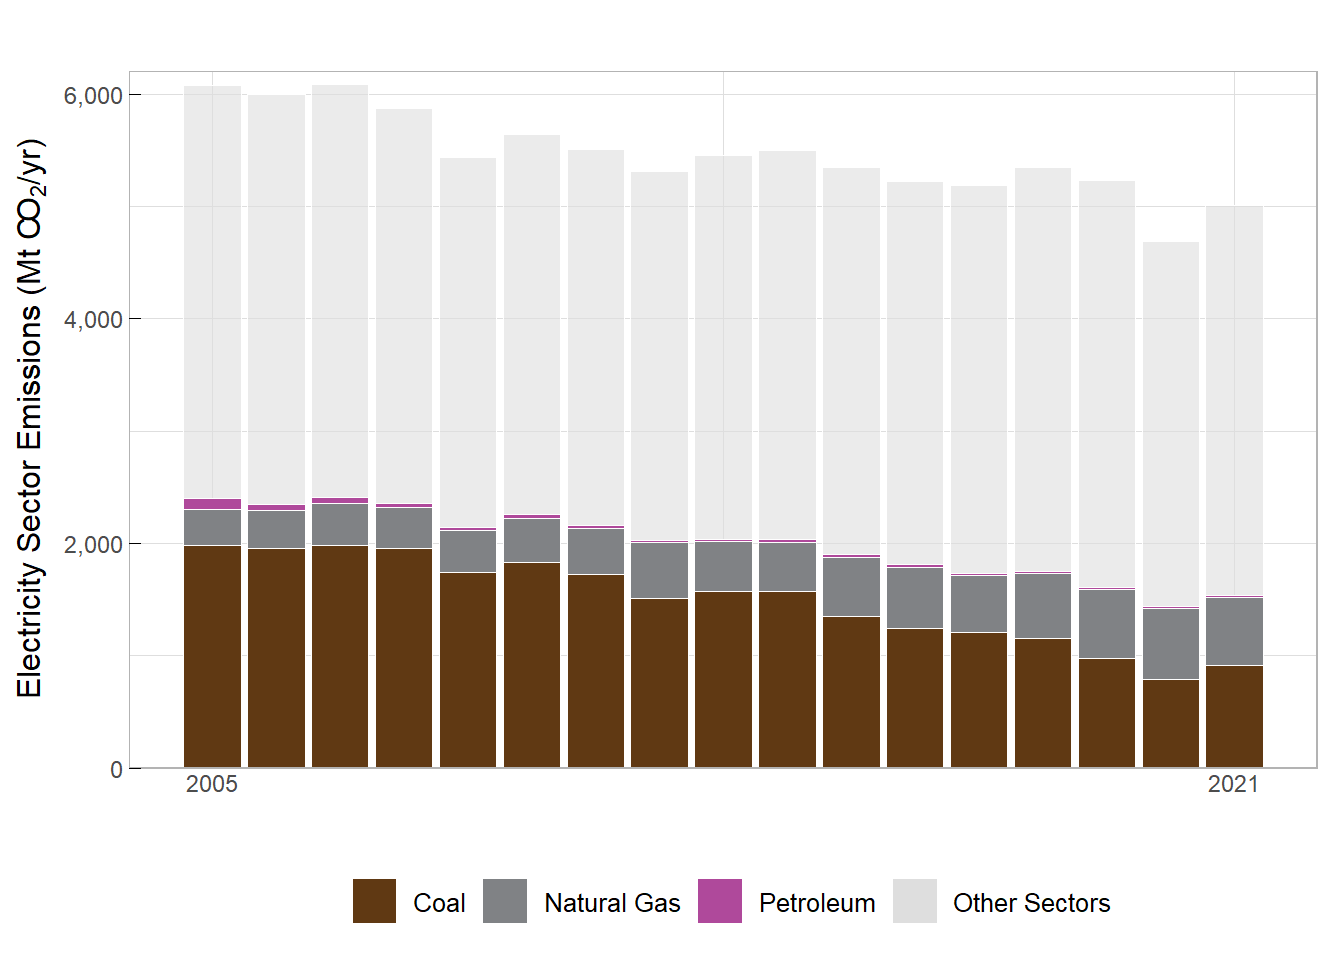 Electricity Sector Emissions (Mt CO₂/yr)
6,000
4,000
2,000
0
2005 2021
Coal Natural Gas Petroleum Other Sectors